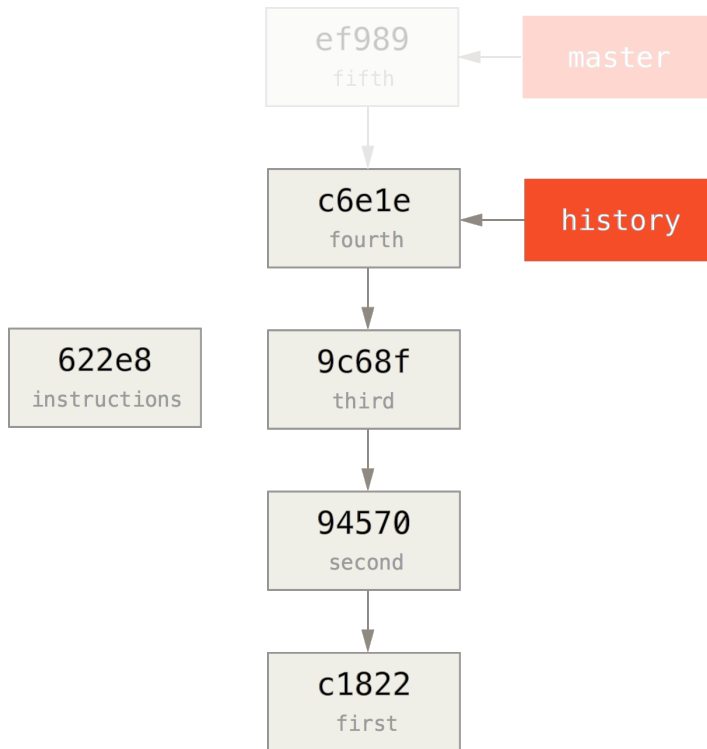 ef989
fifth
master
c6e1e
fourth
history
622e8
instructions
9c68f
third
94570
second
c1822
first